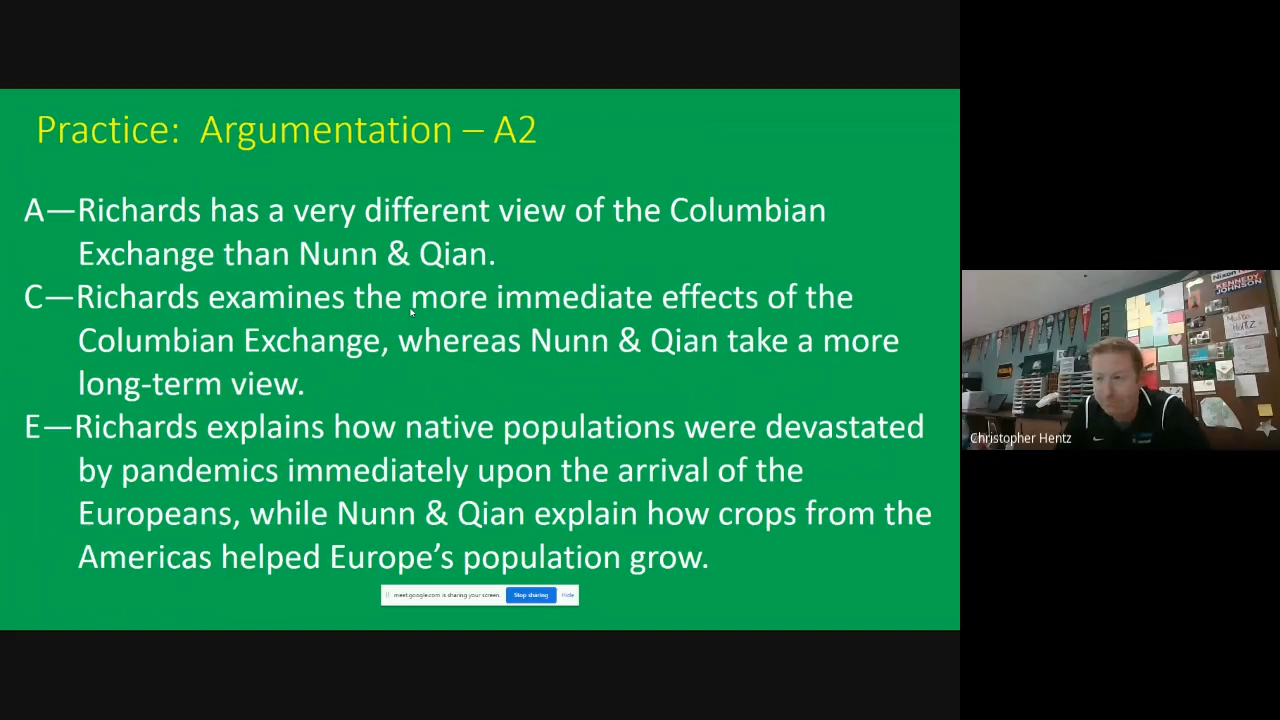 Practice: Argumentation – A2
A—Richards has a very different view of the Columbian
Exchange than Nunn & Qian.
C—Richards examines the more immediate effects of the
Columbian Exchange, whereas Nunn & Qian take a more
long-term view.
E—Richards explains how native populations were devastated
by pandemics immediately upon the arrival of the
Europeans, while Nunn & Qian explain how crops from the
Americas helped Europe's population grow.
meet.google.com is sharing your screen.
Stop sharing
Hide
Nixon
KENNEDY
JOHNSON
Christopher Hentz